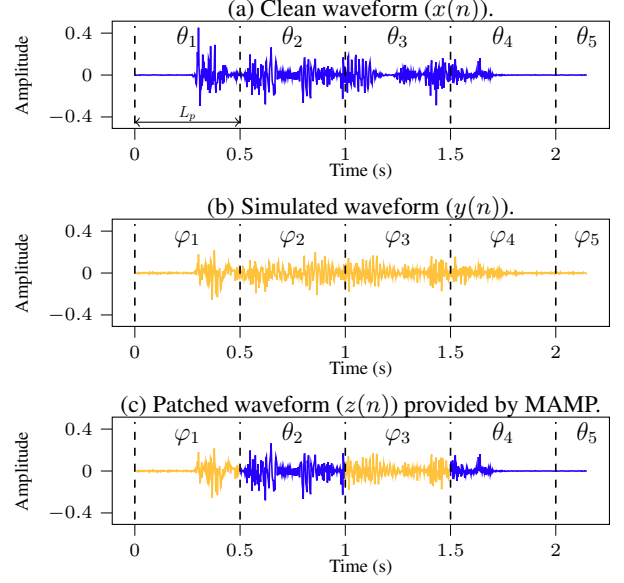 (a) Clean waveform (x(n)).
0.4
θ1 θ2 θ3 θ4 θ5
0
Amplitude
−0.4
Lp
0 0.5 1 1.5 2
Time (s)
(b) Simulated waveform (y(n)).
0.4
φ1 φ2 φ3 φ4 φ5
0
Amplitude
−0.4
0 0.5 1 1.5 2
Time (s)
(c) Patched waveform (z(n)) provided by MAMP.
0.4
φ1 θ2 φ3 θ4 θ5
0
Amplitude
−0.4
0 0.5 1 1.5 2
Time (s)